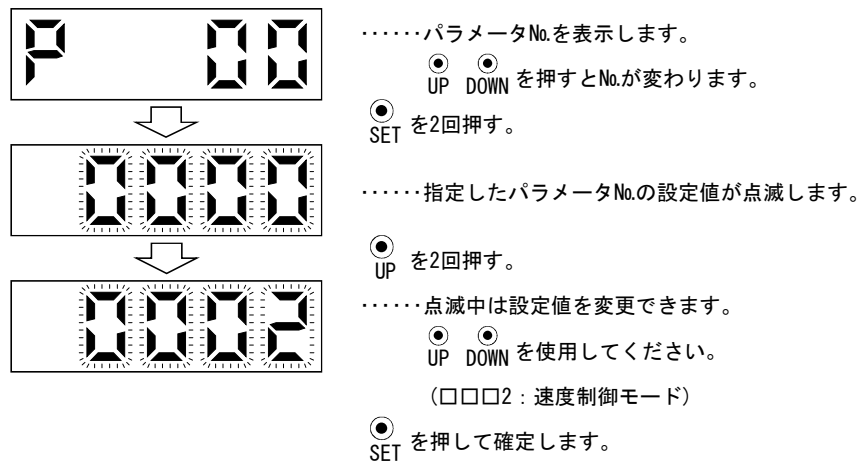 P 00
······パラメータ№を表示します。
UP DOWN を押すと№が変わります。
SET を2回押す。
0000
······指定したパラメータ№の設定値が点滅します。
UP を2回押す。
0002
······点滅中は設定値を変更できます。
UP DOWN を使用してください。
（□□□2：速度制御モード）
SET を押して確定します。